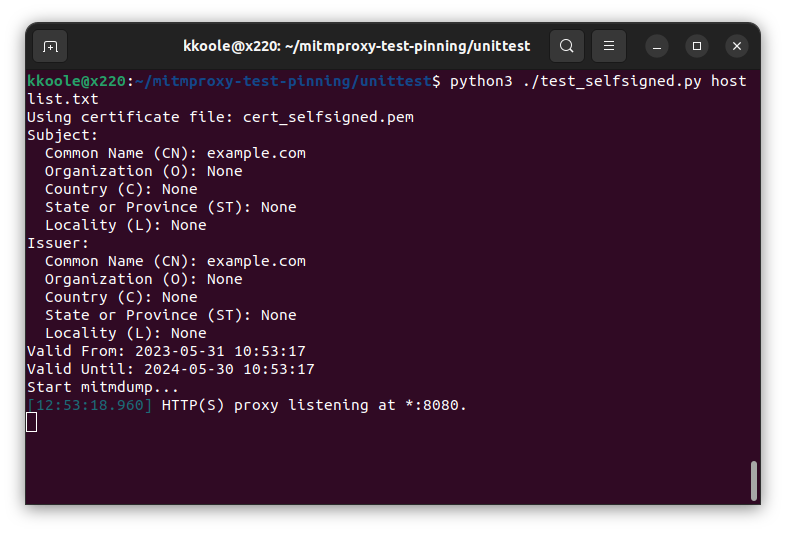 kkoole@x220: ~/mitmproxy-test-pinning/unittest
kkoole@x220:~/mitmproxy-test-pinning/unittest$ python3 ./test_selfsigned.py host
list.txt
Using certificate file: cert_selfsigned.pem
Subject:
  Common Name (CN): example.com
  Organization (O): None
  Country (C): None
  State or Province (ST): None
  Locality (L): None
Issuer:
  Common Name (CN): example.com
  Organization (O): None
  Country (C): None
  State or Province (ST): None
  Locality (L): None
Valid From: 2023-05-31 10:53:17
Valid Until: 2024-05-30 10:53:17
Start mitmdump...
[12:53:18.960] HTTP(S) proxy listening at *:8080.